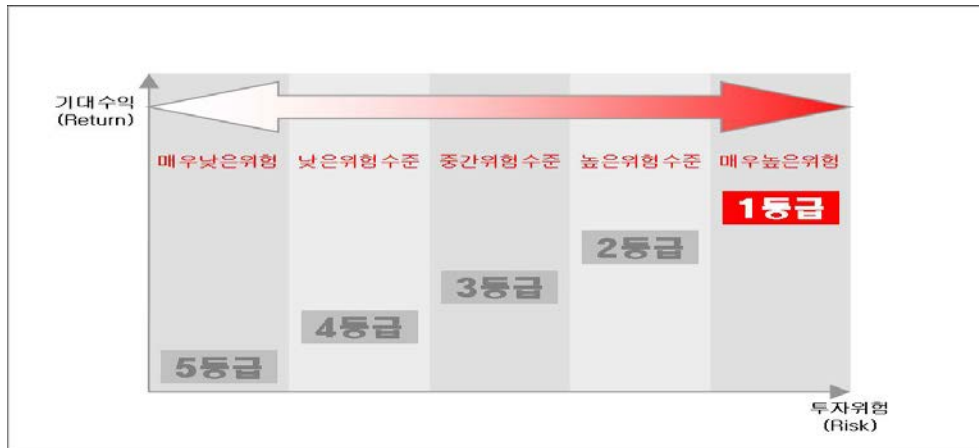 기대수익
(Return)
매우낮은위험 낮은위험수준 중간위험수준 높은위험수준 매우높은위험
1등급
2등급
3등급
4등급
5등급
투자위험
(Risk)